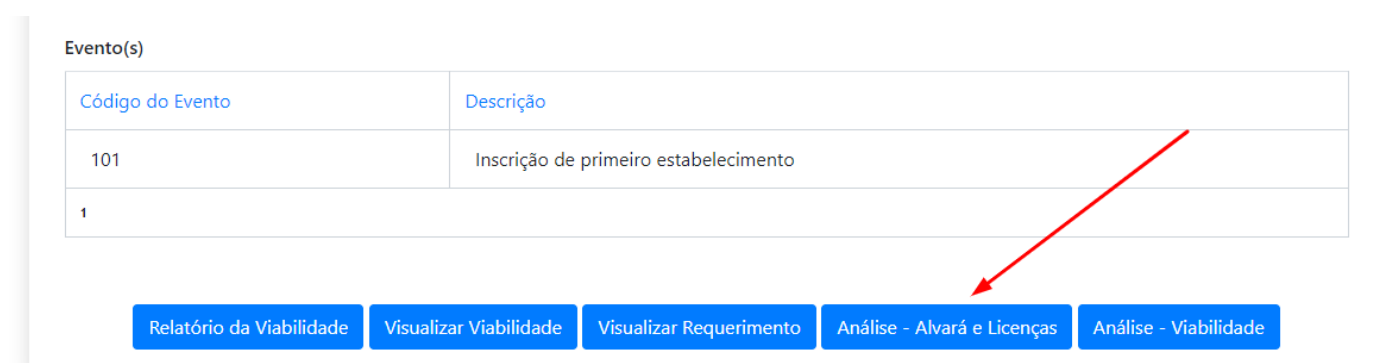 Evento(s)
Código do Evento Descrição
101 Inscrição de primeiro estabelecimento
1
Relatório da Viabilidade Visualizar Viabilidade Visualizar Requerimento Análise - Alvará e Licenças Análise - Viabilidade